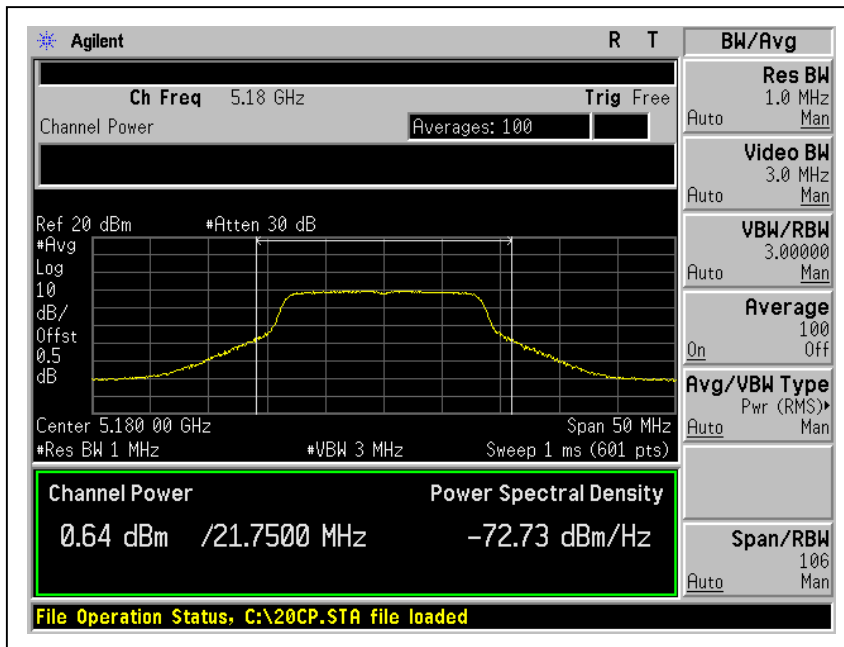 Agilent R T
Ch Freq 5.18 GHz Trig Free
Channel Power Averages: 100
Ref 20 dBm #Atten 30 dB
#Avg
Log
10
dB/
Offst
0.5
dB
Center 5.180 00 GHz Span 50 MHz
#Res BW 1 MHz #VBW 3 MHz Sweep 1 ms (601 pts)
Channel Power Power Spectral Density
0.64 dBm /21.7500 MHz -72.73 dBm/Hz
File Operation Status, C:\20CP.STA file loaded
BW/Avg
Res BW
1.0 MHz
Auto Man
Video BW
3.0 MHz
Auto Man
VBW/RBW
3.00000
Auto Man
Average
100
On Off
Avg/VBW Type
Pwr (RMS)▸
Auto Man
Span/RBW
106
Auto Man